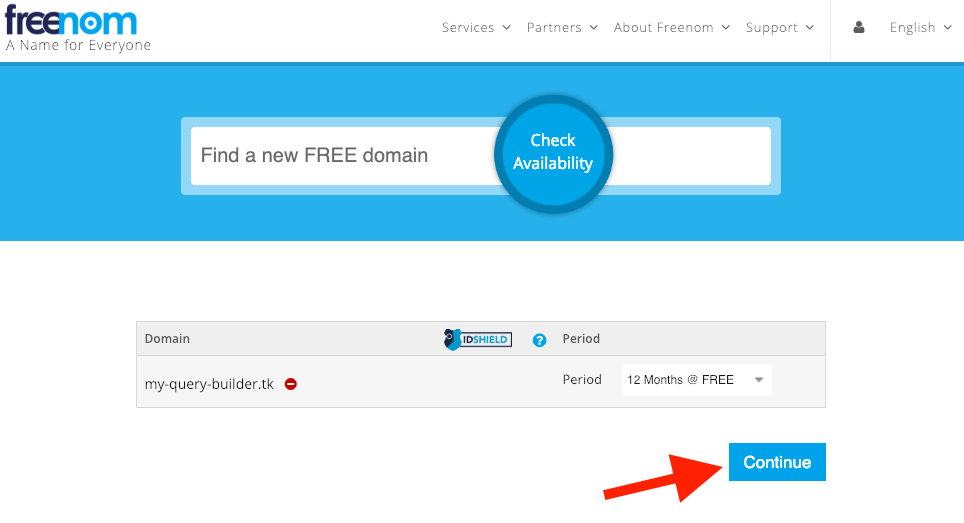 freenom
A Name for Everyone
Services Partners About Freenom Support English
Find a new FREE domain
Check
Availability
Domain IDSHIELD ? Period
my-query-builder.tk Period 12 Months @ FREE
Continue